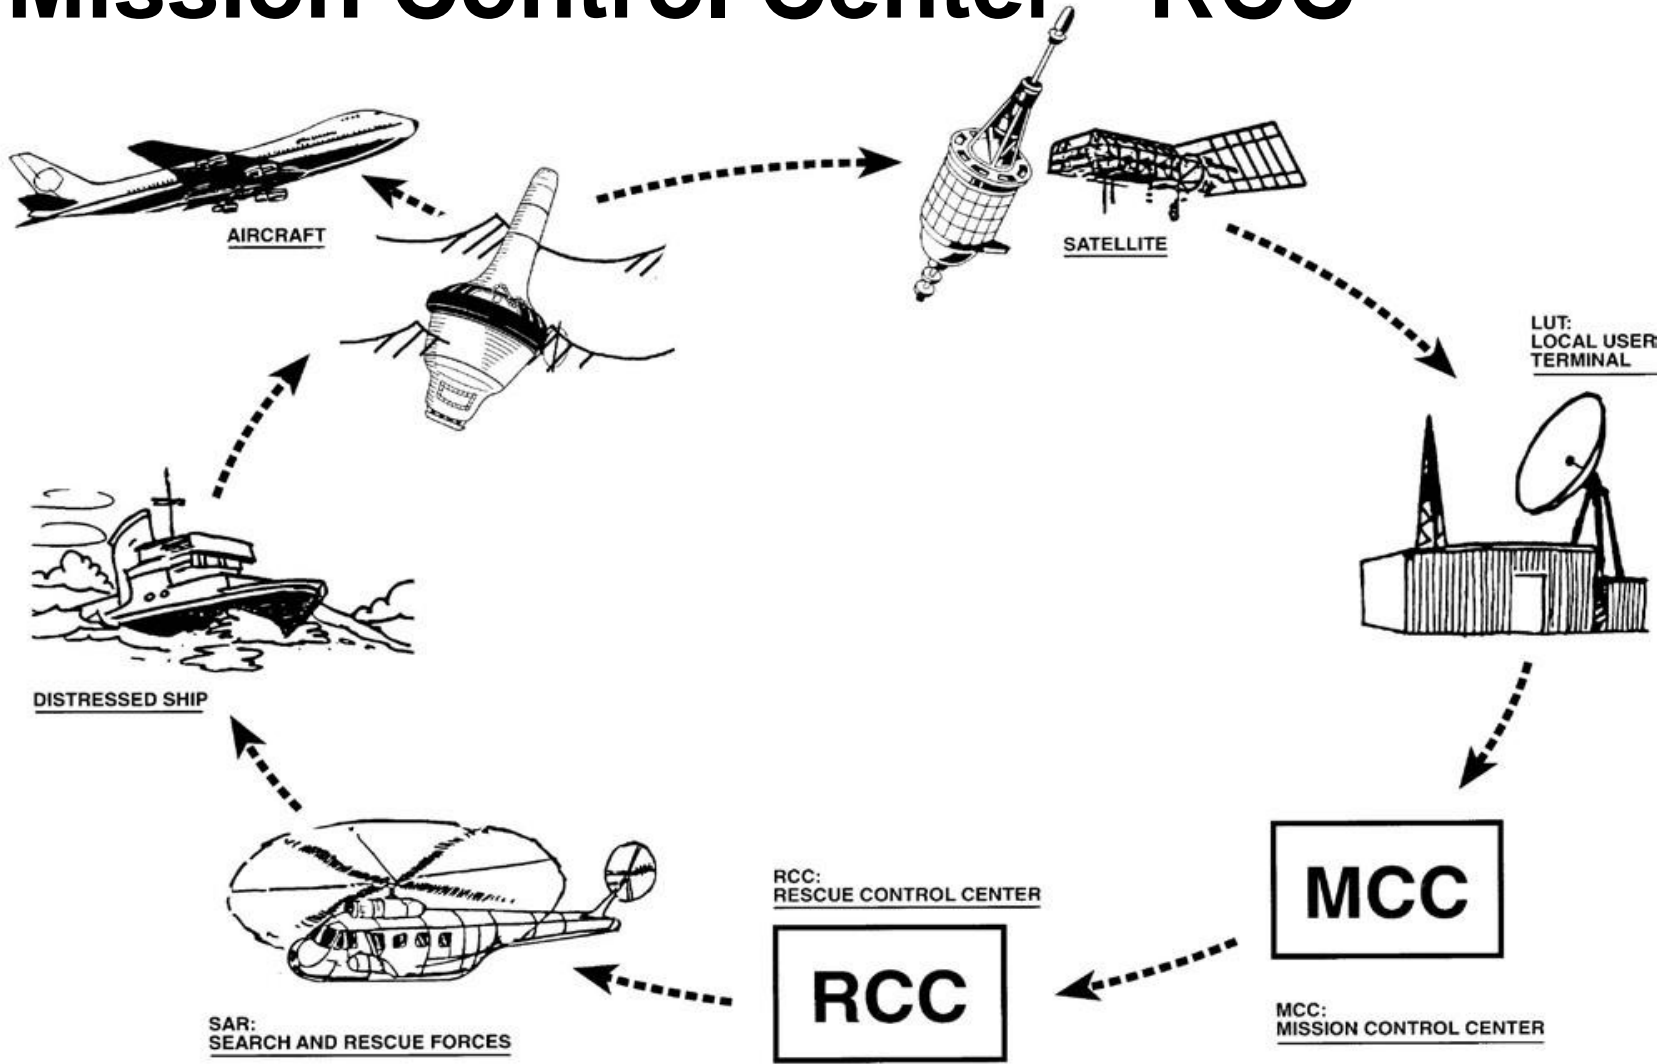 Mission Control Center - RCC
AIRCRAFT
SATELLITE
LUT:
LOCAL USER
TERMINAL
DISTRESSED SHIP
RCC:
RESCUE CONTROL CENTER
MCC
RCC
SAR:
SEARCH AND RESCUE FORCES
MCC:
MISSION CONTROL CENTER